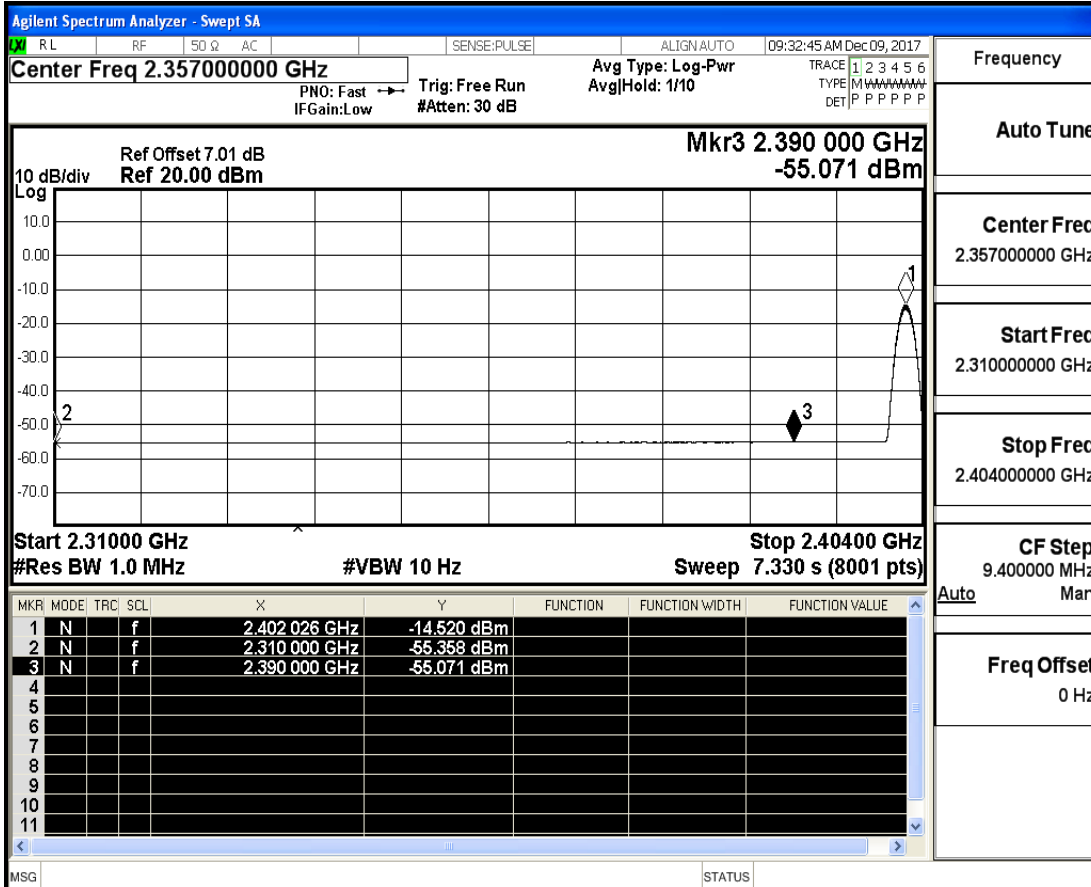 Agilent Spectrum Analyzer - Swept SA
LXI RL RF 50 Ω AC SENSE:PULSE ALIGN AUTO 09:32:45 AM Dec 09, 2017
Center Freq 2.357000000 GHz
PNO: Fast
IFGain:Low
Trig: Free Run
#Atten: 30 dB
Avg Type: Log-Pwr
Avg|Hold: 1/10
TRACE 1 2 3 4 5 6
TYPE M WWWWW
DET P P P P P P
Mkr3 2.390 000 GHz
-55.071 dBm
Ref Offset 7.01 dB
10 dB/div Ref 20.00 dBm
Log
10.0
0.00
-10.0
-20.0
-30.0
-40.0
-50.0
-60.0
-70.0
1
2
3
Start 2.31000 GHz Stop 2.40400 GHz
#Res BW 1.0 MHz #VBW 10 Hz Sweep 7.330 s (8001 pts)
MKR MODE TRC SCL X Y FUNCTION FUNCTION WIDTH FUNCTION VALUE
1 N f 2.402 026 GHz -14.520 dBm
2 N f 2.310 000 GHz -55.358 dBm
3 N f 2.390 000 GHz -55.071 dBm
4
5
6
7
8
9
10
11
MSG STATUS
Frequency
Auto Tune
Center Freq
2.357000000 GHz
Start Freq
2.310000000 GHz
Stop Freq
2.404000000 GHz
CF Step
9.400000 MHz
Auto Man
Freq Offset
0 Hz